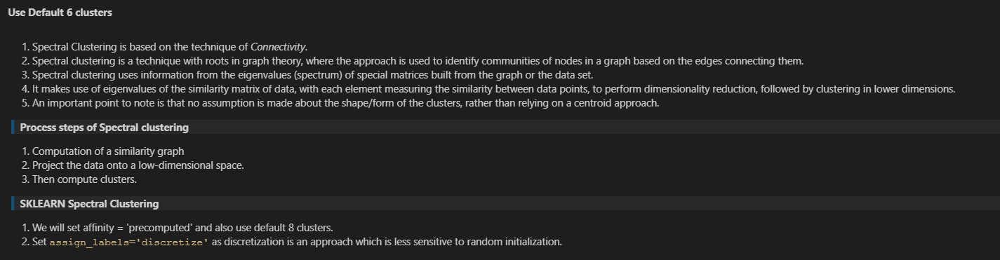 Use Default 6 clusters
1. Spectral Clustering is based on the technique of Connectivity.
2. Spectral clustering is a technique with roots in graph theory, where the approach is used to identify communities of nodes in a graph based on the edges connecting them.
3. Spectral clustering uses information from the eigenvalues (spectrum) of special matrices built from the graph or the data set.
4. It makes use of eigenvalues of the similarity matrix of data, with each element measuring the similarity between data points, to perform dimensionality reduction, followed by clustering in lower dimensions.
5. An important point to note is that no assumption is made about the shape/form of the clusters, rather than relying on a centroid approach.
Process steps of Spectral clustering
1. Computation of a similarity graph
2. Project the data onto a low-dimensional space.
3. Then compute clusters.
SKLEARN Spectral Clustering
1. We will set affinity = 'precomputed' and also use default 8 clusters.
2. Set assign_labels='discretize' as discretization is an approach which is less sensitive to random initialization.